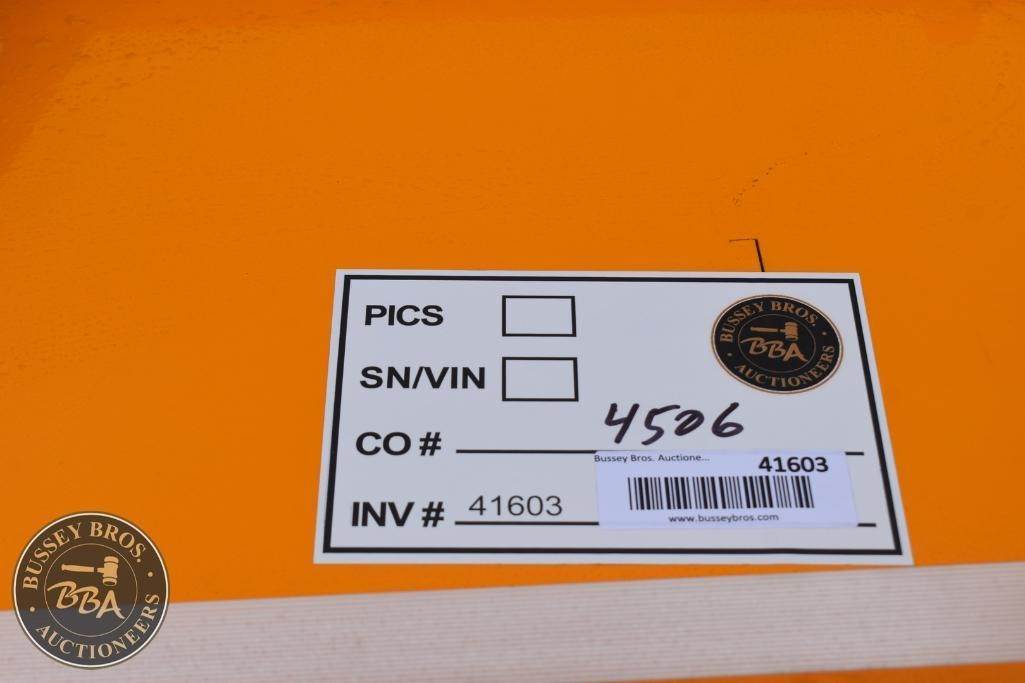 PICS
BUSSEY BROS.
BBA
AUCTIONEERS
SN/VIN
CO # 4506
Bussey Bros. Auctione... 41603
INV # 41603
www.busseybros.com
BUSSEY BROS.
BBA
AUCTIONEERS